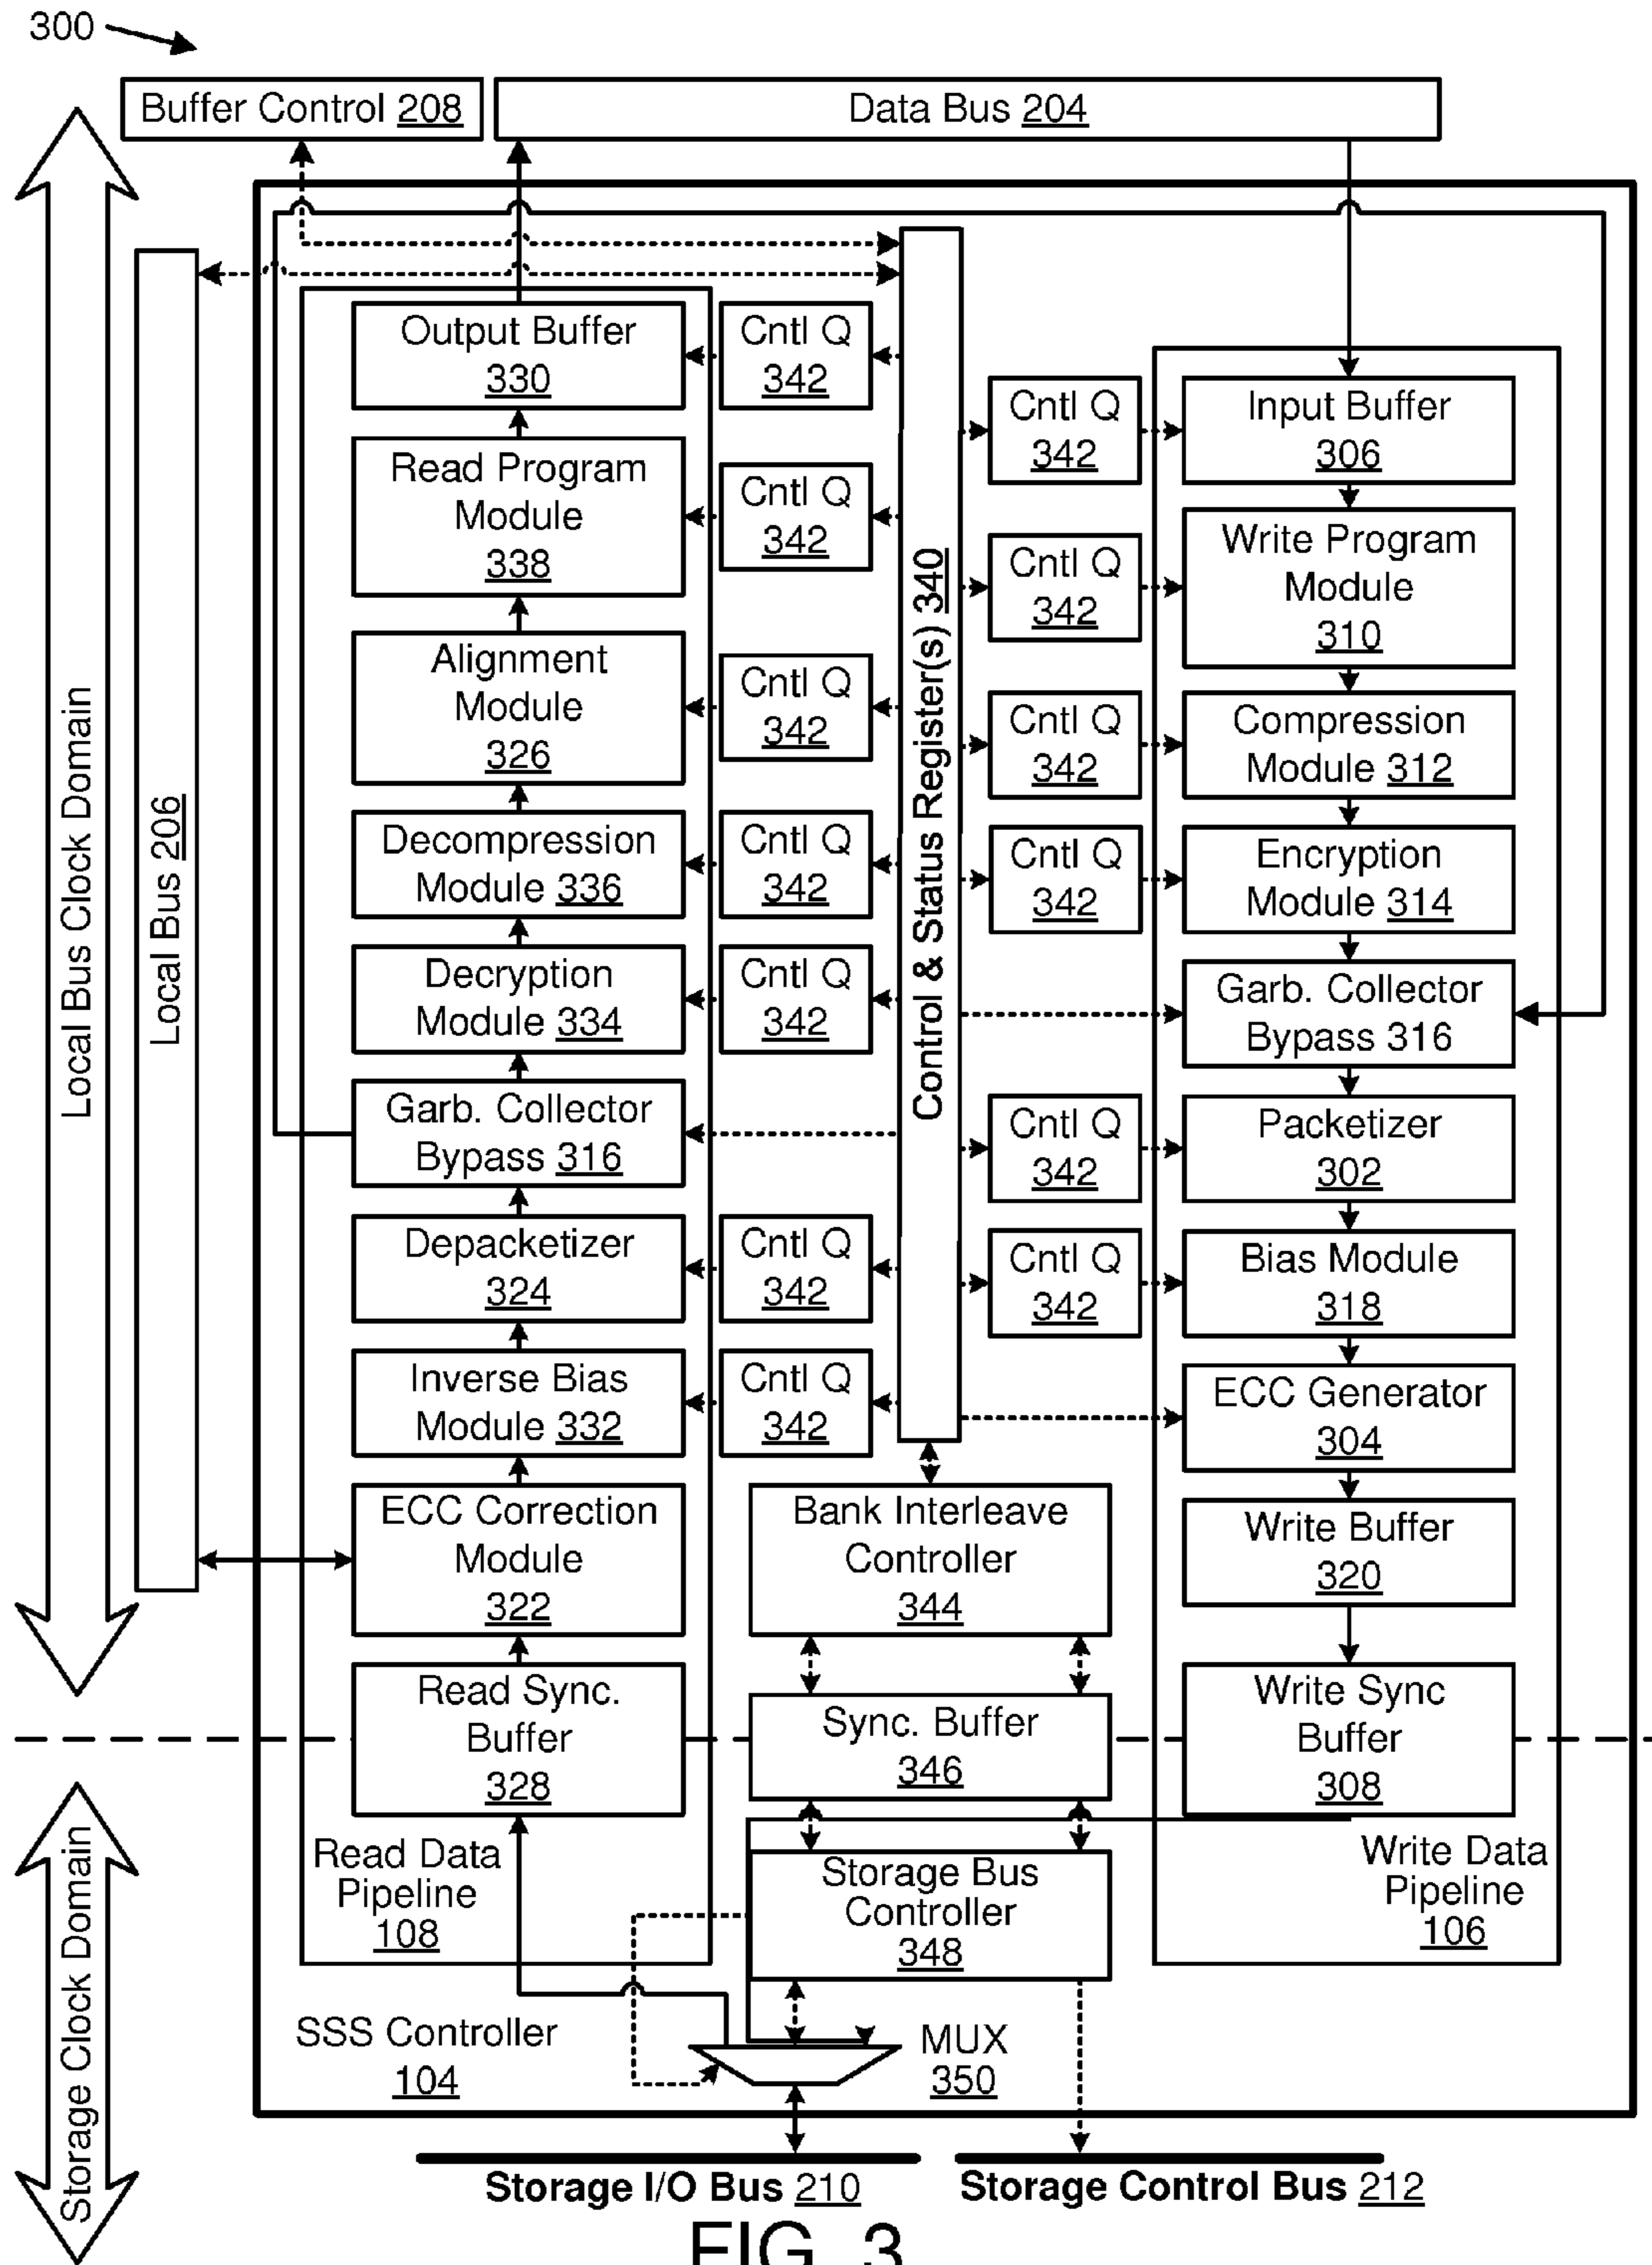 300
Buffer Control 208
Data Bus 204
Local Bus Clock Domain
Local Bus 206
Output Buffer
330
Cntl Q
342
Read Program
Module
338
Cntl Q
342
Alignment
Module
326
Cntl Q
342
Decompression
Module 336
Cntl Q
342
Decryption
Module 334
Cntl Q
342
Garb. Collector
Bypass 316
Depacketizer
324
Cntl Q
342
Inverse Bias
Module 332
Cntl Q
342
ECC Correction
Module
322
Read Sync.
Buffer
328
Read Data
Pipeline
108
Control & Status Register(s) 340
Bank Interleave
Controller
344
Sync. Buffer
346
Storage Bus
Controller
348
Cntl Q
342
Input Buffer
306
Cntl Q
342
Write Program
Module
310
Cntl Q
342
Compression
Module 312
Cntl Q
342
Encryption
Module 314
Garb. Collector
Bypass 316
Cntl Q
342
Packetizer
302
Cntl Q
342
Bias Module
318
ECC Generator
304
Write Buffer
320
Write Sync
Buffer
308
Write Data
Pipeline
106
Storage Clock Domain
SSS Controller
104
MUX
350
Storage I/O Bus 210
Storage Control Bus 212
FIG. 3